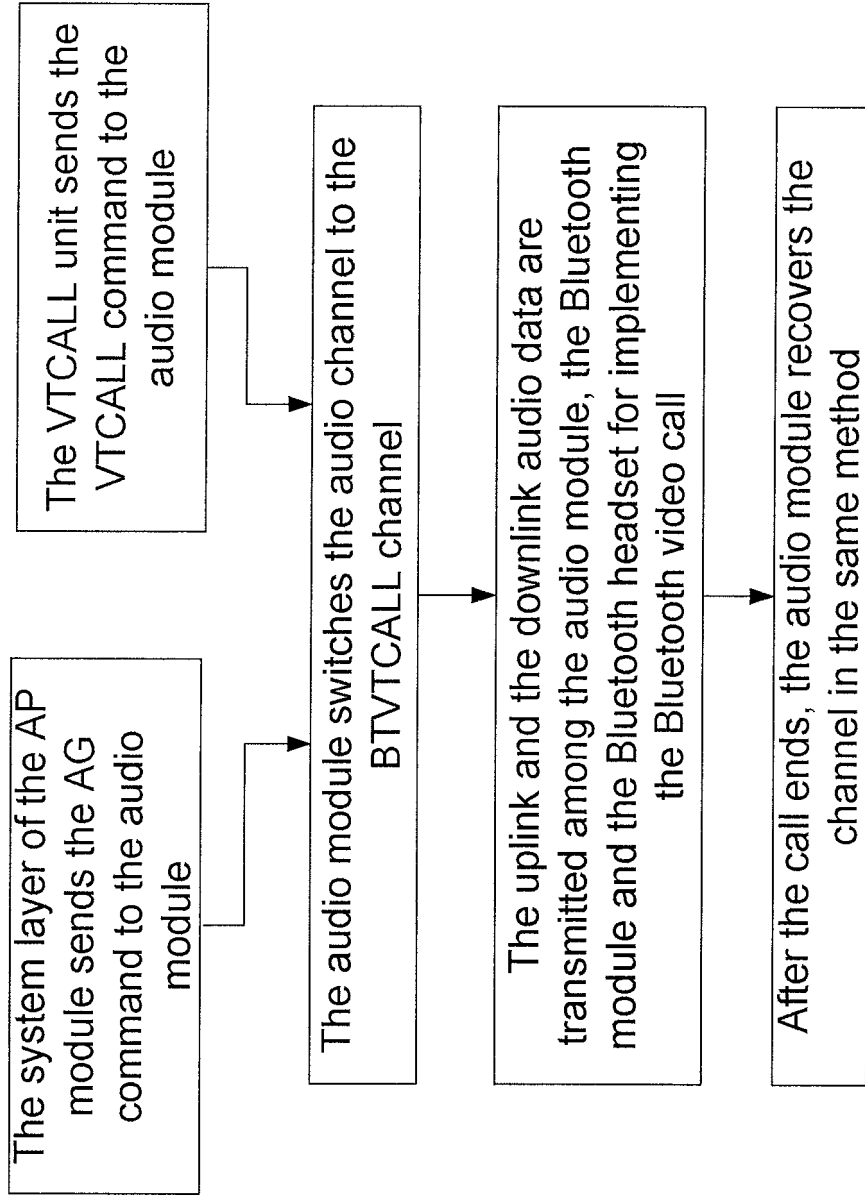 The system layer of the AP
module sends the AG
command to the audio
module
The VTCALL unit sends the
VTCALL command to the
audio module
The audio module switches the audio channel to the
BTVTCALL channel
The uplink and the downlink audio data are
transmitted among the audio module, the Bluetooth
module and the Bluetooth headset for implementing
the Bluetooth video call
After the call ends, the audio module recovers the
channel in the same method